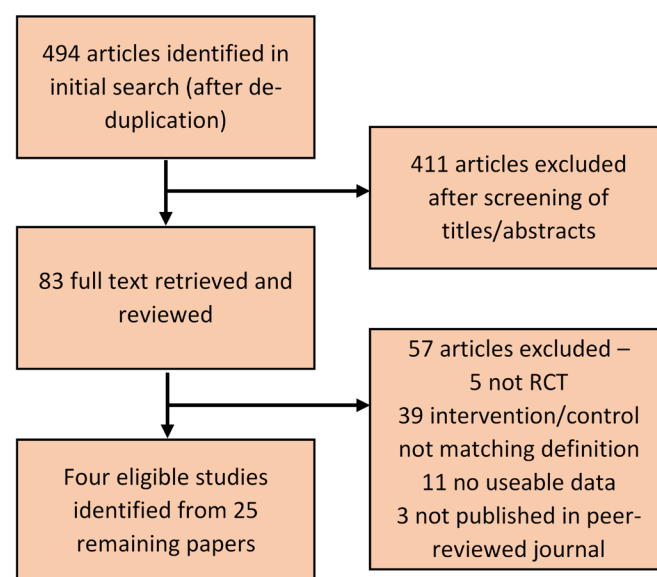 494 articles identified in
initial search (after de-
duplication)
411 articles excluded
after screening of
titles/abstracts
83 full text retrieved and
reviewed
57 articles excluded –
5 not RCT
39 intervention/control
not matching definition
11 no useable data
3 not published in peer-
reviewed journal
Four eligible studies
identified from 25
remaining papers